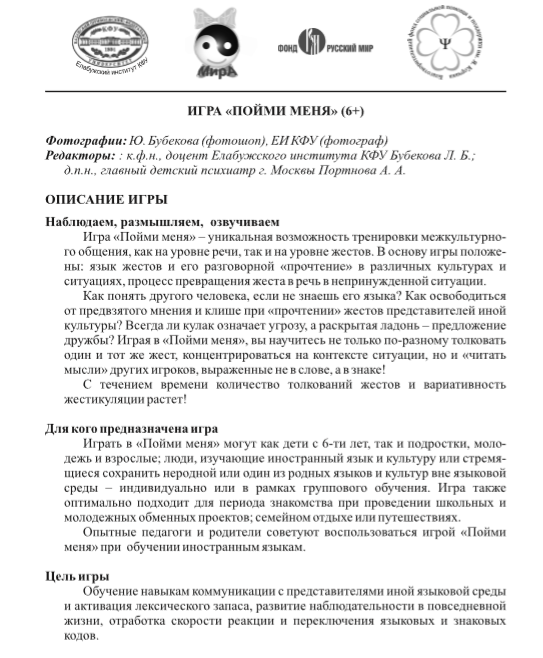 КФУ
Елабужский институт КФУ
МирА
ФОНД РУССКИЙ МИР
ИГРА «ПОЙМИ МЕНЯ» (6+)
Фотографии: Ю. Бубекова (фотошоп), ЕИ КФУ (фотограф)
Редакторы: : к.ф.н., доцент Елабужского института КФУ Бубекова Л. Б.;
д.п.н., главный детский психиатр г. Москвы Портнова А. А.
ОПИСАНИЕ ИГРЫ
Наблюдаем, размышляем, озвучиваем
Игра «Пойми меня» – уникальная возможность тренировки межкультурно-
го общения, как на уровне речи, так и на уровне жестов. В основу игры положе-
ны: язык жестов и его разговорной «прочтение» в различных культурах и
ситуациях, процесс превращения жеста в речь в непринужденной ситуации.
Как понять другого человека, если не знаешь его языка? Как освободиться
от предвзятого мнения и клише при «прочтении» жестов представителей иной
культуры? Всегда ли кулак означает угрозу, а раскрытая ладонь – предложение
дружбы? Играя в «Пойми меня», вы научитесь не только по-разному толковать
один и тот же жест, концентрироваться на контексте ситуации, но и «читать
мысли» других игроков, выраженные не в слове, а в знаке!
С течением времени количество толкований жестов и вариативность
жестикуляции растет!
Для кого предназначена игра
Играть в «Пойми меня» могут как дети с 6-ти лет, так и подростки, моло-
дежь и взрослые; люди, изучающие иностранный язык и культуру или стремя-
щиеся сохранить неродной или один из родных языков и культур вне языковой
среды – индивидуально или в рамках группового обучения. Игра также
оптимально подходит для периода знакомства при проведении школьных и
молодежных обменных проектов; семейном отдыхе или путешествиях.
Опытные педагоги и родители советуют воспользоваться игрой «Пойми
меня» при обучении иностранным языкам.
Цель игры
Обучение навыкам коммуникации с представителями иной языковой среды
и активация лексического запаса, развитие наблюдательности в повседневной
жизни, отработка скорости реакции и переключения языковых и знаковых
кодов.